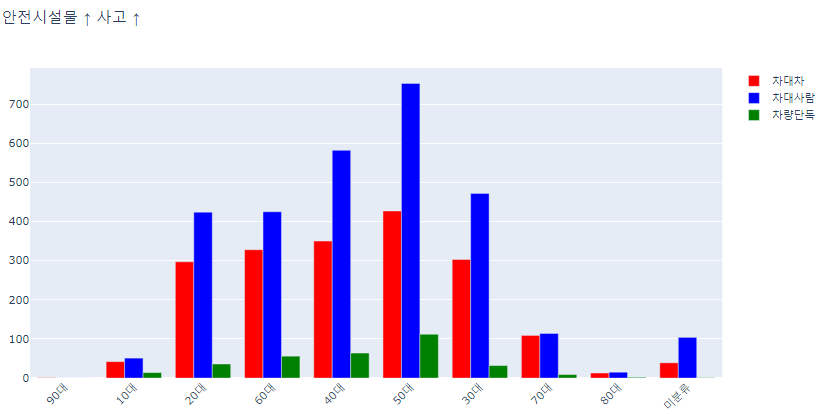 안전시설물 ↑ 사고 ↑
차대차
차대사람
차량단독
700
600
500
400
300
200
100
0
90대
10대
20대
60대
40대
50대
30대
70대
80대
미분류